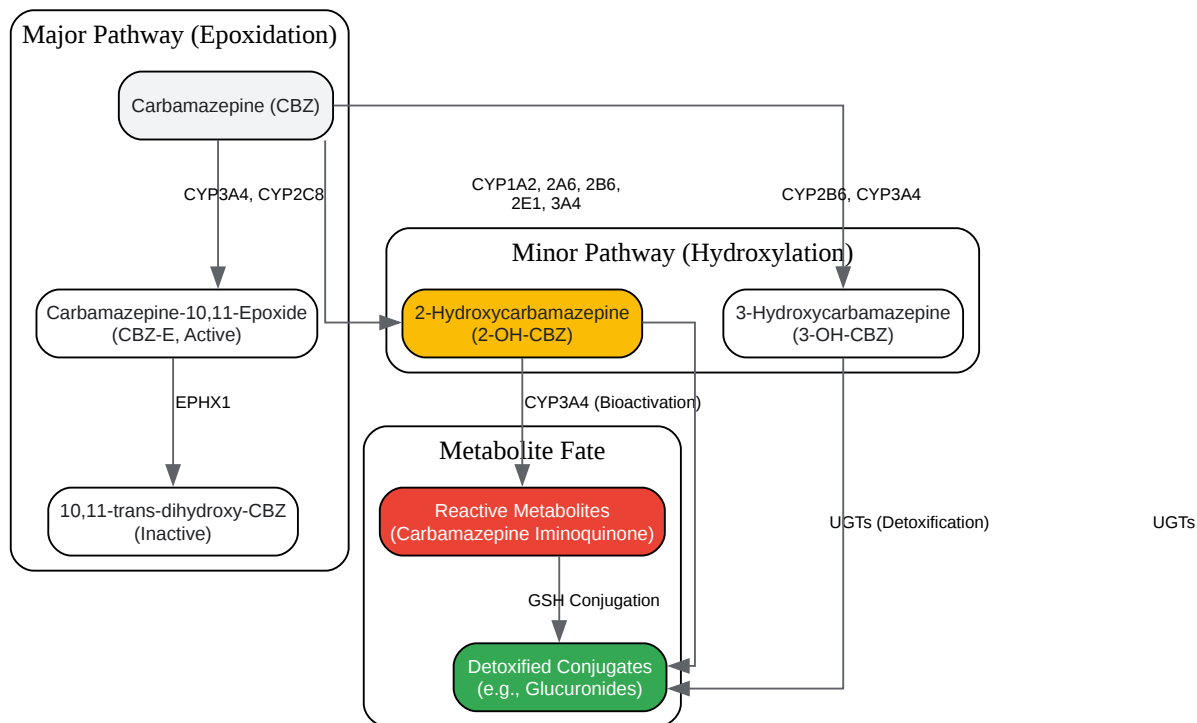 Major Pathway (Epoxidation)
Carbamazepine (CBZ)
CYP3A4, CYP2C8
CYP1A2, 2A6, 2B6,
2E1, 3A4
CYP2B6, CYP3A4
Minor Pathway (Hydroxylation)
Carbamazepine-10,11-Epoxide
(CBZ-E, Active)
2-Hydroxycarbamazepine
(2-OH-CBZ)
3-Hydroxycarbamazepine
(3-OH-CBZ)
EPHX1
CYP3A4 (Bioactivation)
Metabolite Fate
10,11-trans-dihydroxy-CBZ
(Inactive)
Reactive Metabolites
(Carbamazepine Iminoquinone)
UGTs (Detoxification)
UGTs
GSH Conjugation
Detoxified Conjugates
(e.g., Glucuronides)